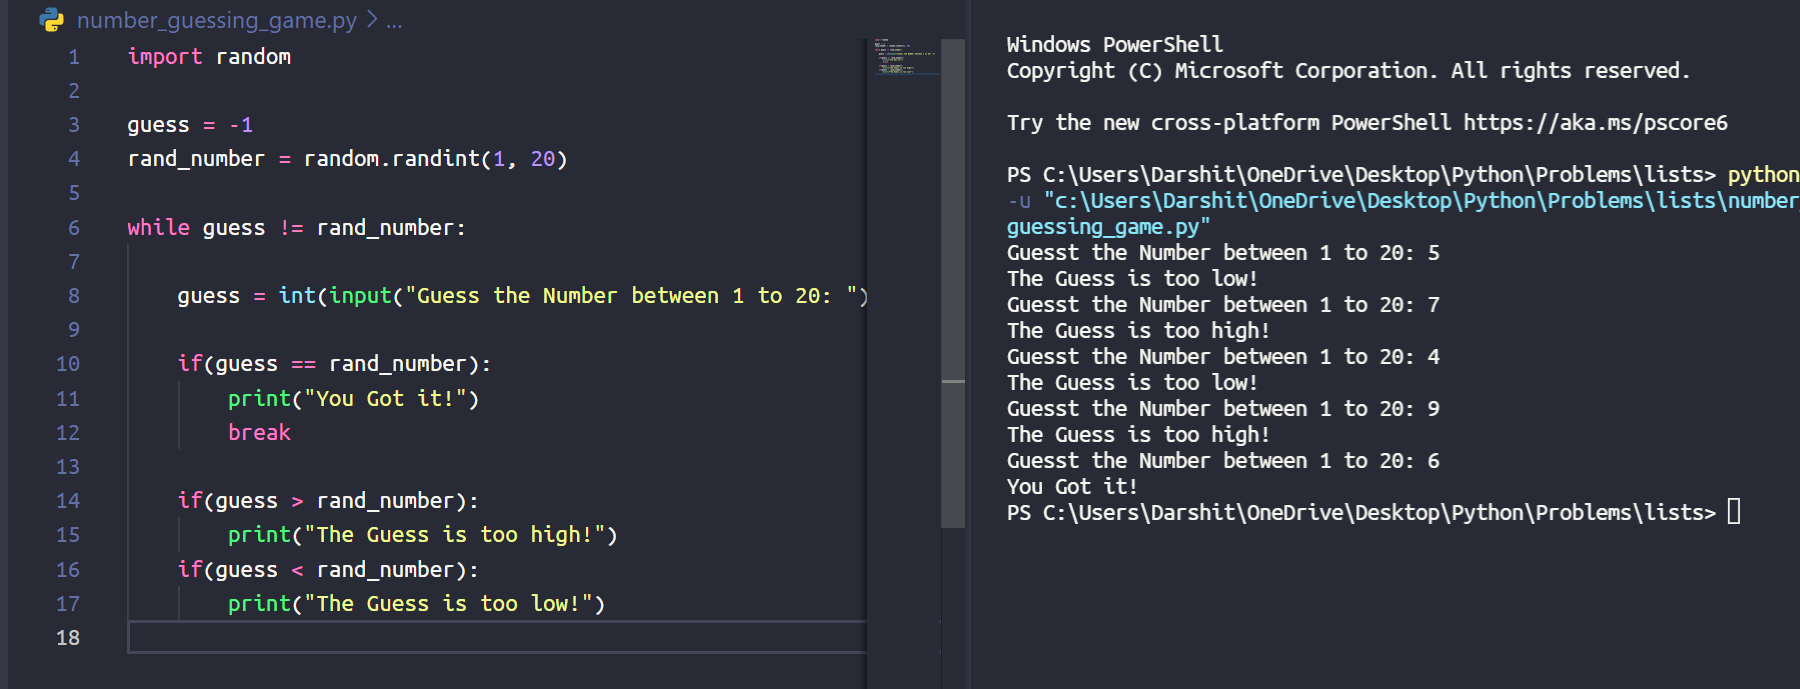 number_guessing_game.py > ...
1 import random
2
3 guess = -1
4 rand_number = random.randint(1, 20)
5
6 while guess != rand_number:
7
8 guess = int(input("Guess the Number between 1 to 20: ")
9
10 if(guess == rand_number):
11 print("You Got it!")
12 break
13
14 if(guess > rand_number):
15 print("The Guess is too high!")
16 if(guess < rand_number):
17 print("The Guess is too low!")
18
Windows PowerShell
Copyright (C) Microsoft Corporation. All rights reserved.
Try the new cross-platform PowerShell https://aka.ms/pscore6
PS C:\Users\Darshit\OneDrive\Desktop\Python\Problems\lists> python
-u "c:\Users\Darshit\OneDrive\Desktop\Python\Problems\lists\number_
guessing_game.py"
Guesst the Number between 1 to 20: 5
The Guess is too low!
Guesst the Number between 1 to 20: 7
The Guess is too high!
Guesst the Number between 1 to 20: 4
The Guess is too low!
Guesst the Number between 1 to 20: 9
The Guess is too high!
Guesst the Number between 1 to 20: 6
You Got it!
PS C:\Users\Darshit\OneDrive\Desktop\Python\Problems\lists>